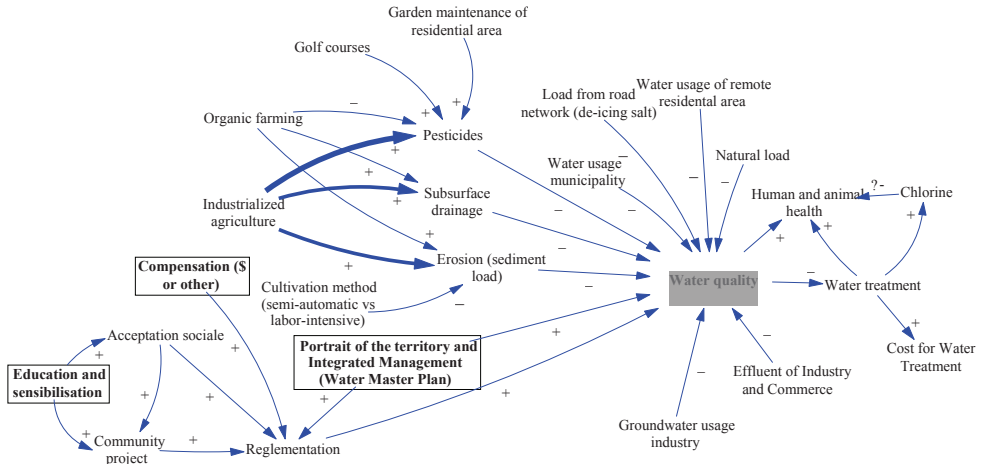 Garden maintenance of
residential area
Golf courses
+
+
−
Organic farming
Pesticides
+
+
Load from road
network (de-icing salt)
Water usage of remote
residential area
Water usage
municipality
−
Natural load
−
−
−
Industrialized
agriculture
Subsurface
drainage
+
+
−
−
Human and animal
health
?-
Chlorine
+
+
+
Erosion (sediment
load)
+
−
−
Compensation ($
or other)
Cultivation method
(semi-automatic vs
labor-intensive)
−
Water quality
−
Water treatment
+
Cost for Water
Treatment
Acceptation sociale
+
+
Portrait of the territory and
Integrated Management
(Water Master Plan)
+
+
+
Education and
sensibilisation
+
+
+
+
Community
project
+
Reglementation
−
Effluent of Industry
and Commerce
−
Groundwater usage
industry